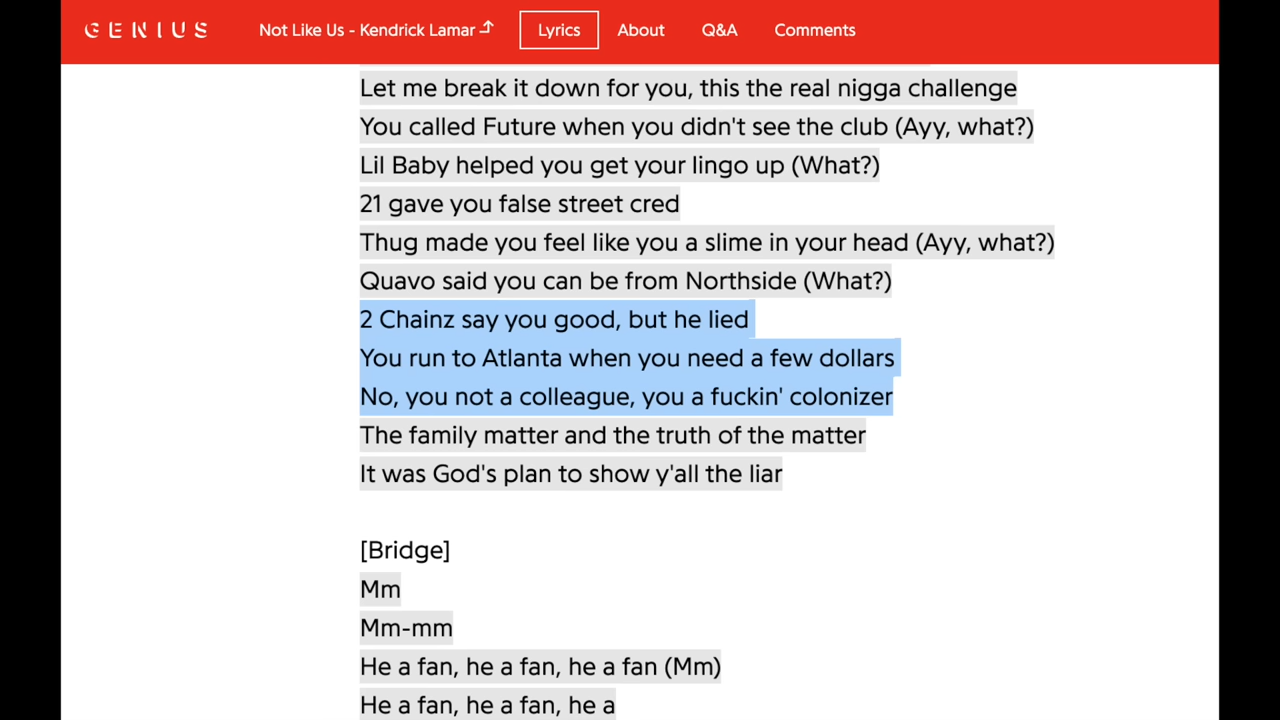 GENIUS
Not Like Us - Kendrick Lamar
Lyrics
About
Q&A
Comments
Let me break it down for you, this the real nigga challenge
You called Future when you didn't see the club (Ayy, what?)
Lil Baby helped you get your lingo up (What?)
21 gave you false street cred
Thug made you feel like you a slime in your head (Ayy, what?)
Quavo said you can be from Northside (What?)
2 Chainz say you good, but he lied
You run to Atlanta when you need a few dollars
No, you not a colleague, you a fuckin' colonizer
The family matter and the truth of the matter
It was God's plan to show y'all the liar
[Bridge]
Mm
Mm-mm
He a fan, he a fan, he a fan (Mm)
He a fan, he a fan, he a